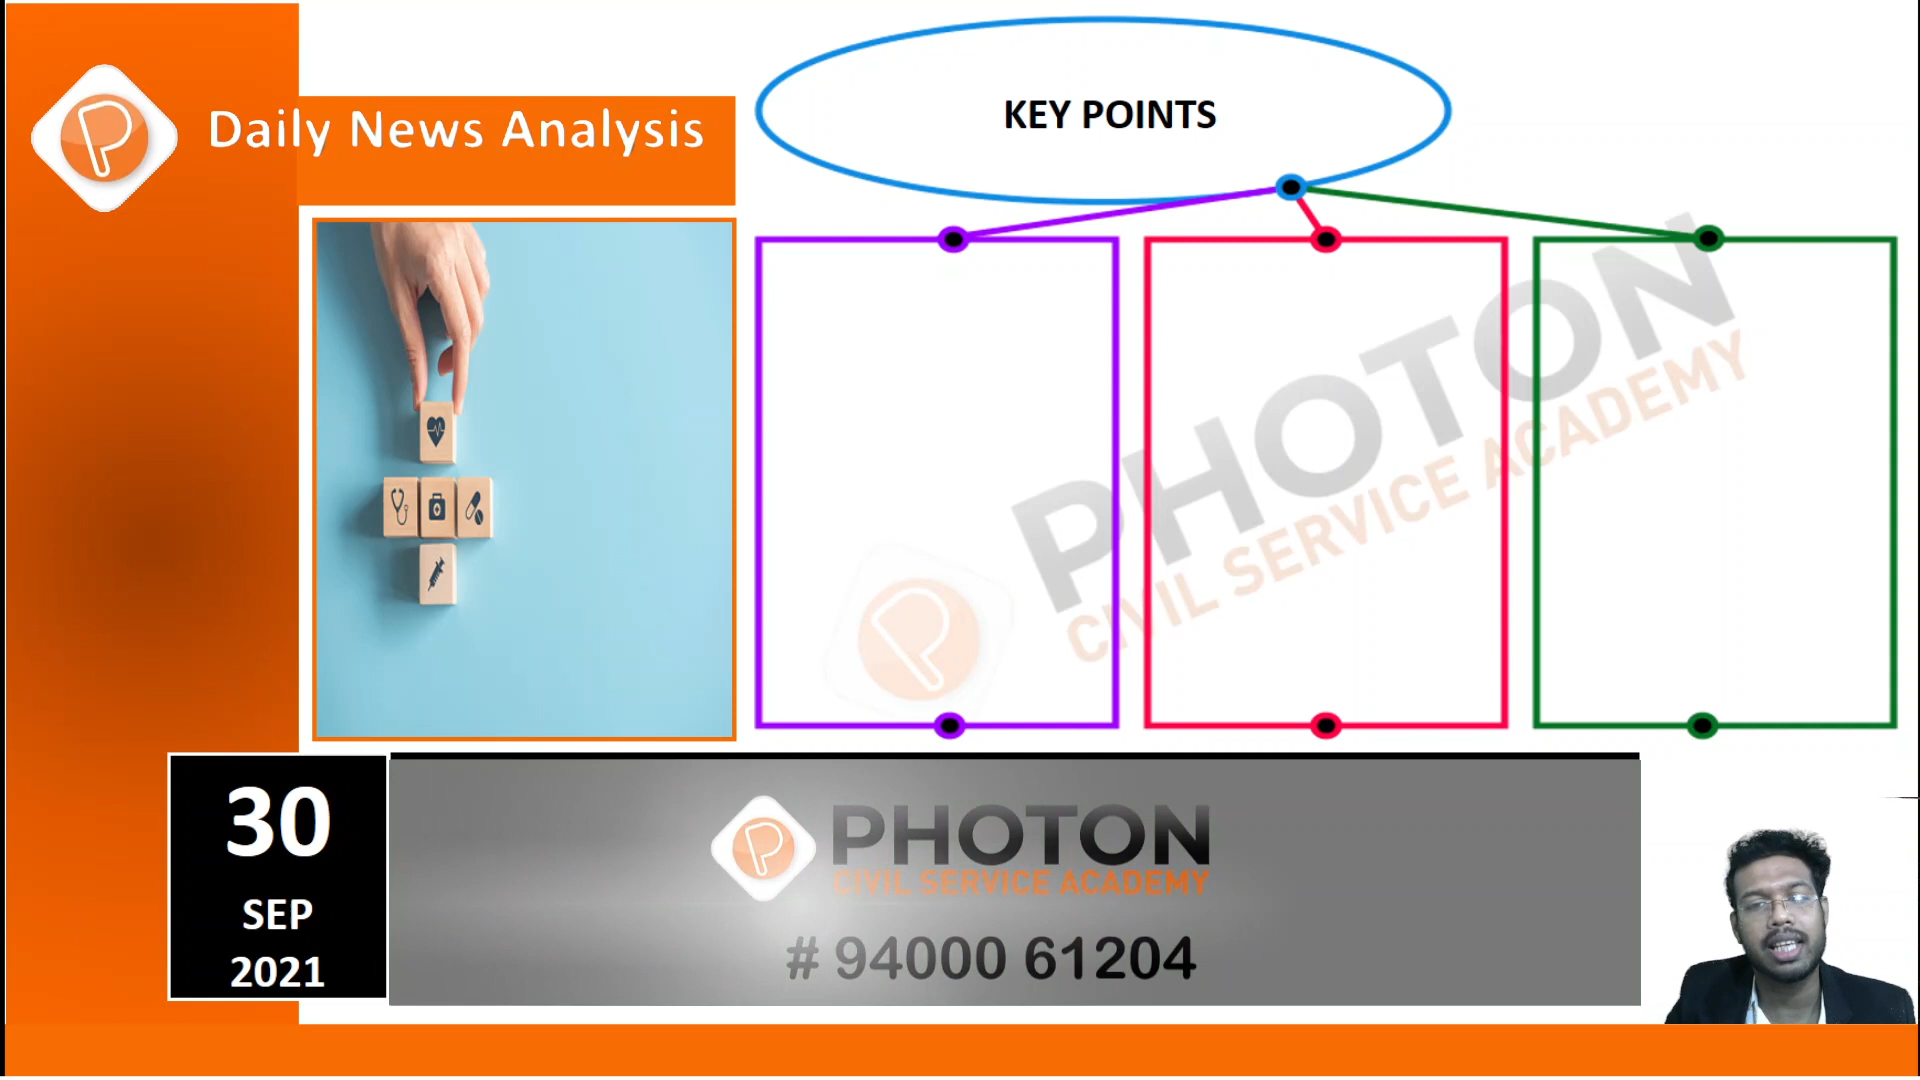 Daily News Analysis
KEY POINTS
PHOTON
CIVIL SERVICE ACADEMY
30
SEP
2021
PHOTON
CIVIL SERVICE ACADEMY
# 94000 61204